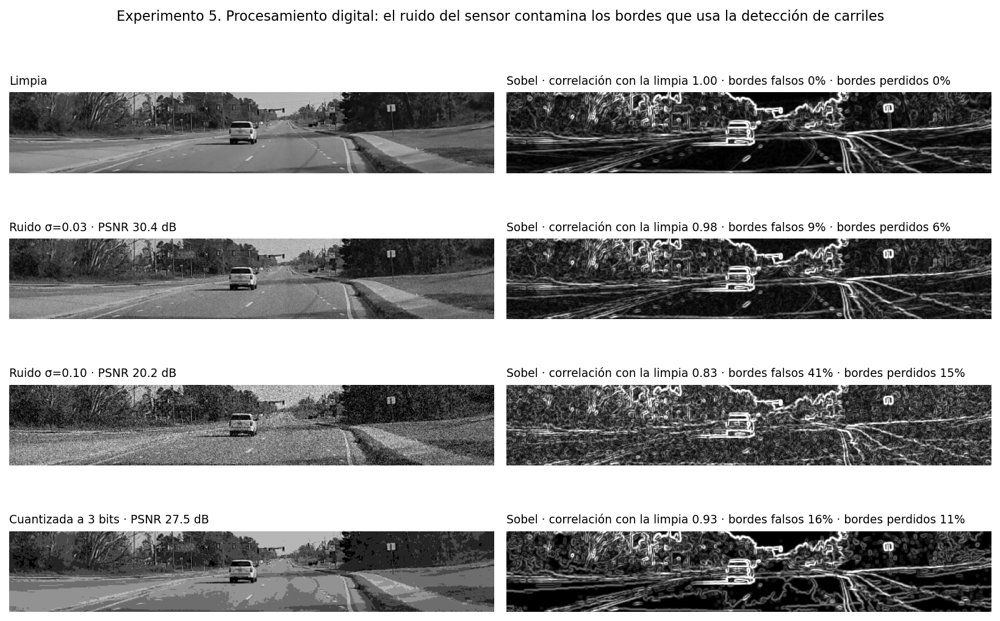 Experimento 5. Procesamiento digital: el ruido del sensor contamina los bordes que usa la detección de carriles
Limpia
Sobel · correlación con la limpia 1.00 · bordes falsos 0% · bordes perdidos 0%
Ruido σ=0.03 · PSNR 30.4 dB
Sobel · correlación con la limpia 0.98 · bordes falsos 9% · bordes perdidos 6%
Ruido σ=0.10 · PSNR 20.2 dB
Sobel · correlación con la limpia 0.83 · bordes falsos 41% · bordes perdidos 15%
Cuantizada a 3 bits · PSNR 27.5 dB
Sobel · correlación con la limpia 0.93 · bordes falsos 16% · bordes perdidos 11%